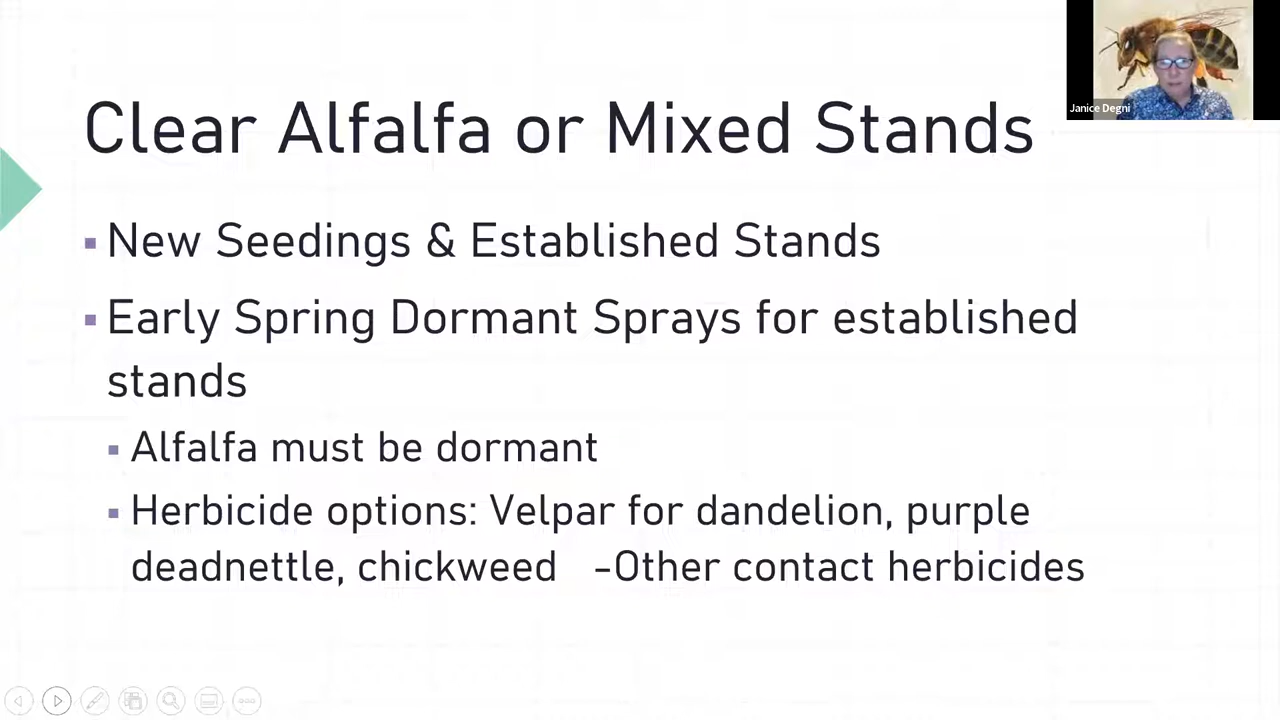 Janice Degni
Clear Alfalfa or Mixed Stands
New Seedings & Established Stands
Early Spring Dormant Sprays for established
stands
Alfalfa must be dormant
Herbicide options: Velpar for dandelion, purple
deadnettle, chickweed -Other contact herbicides